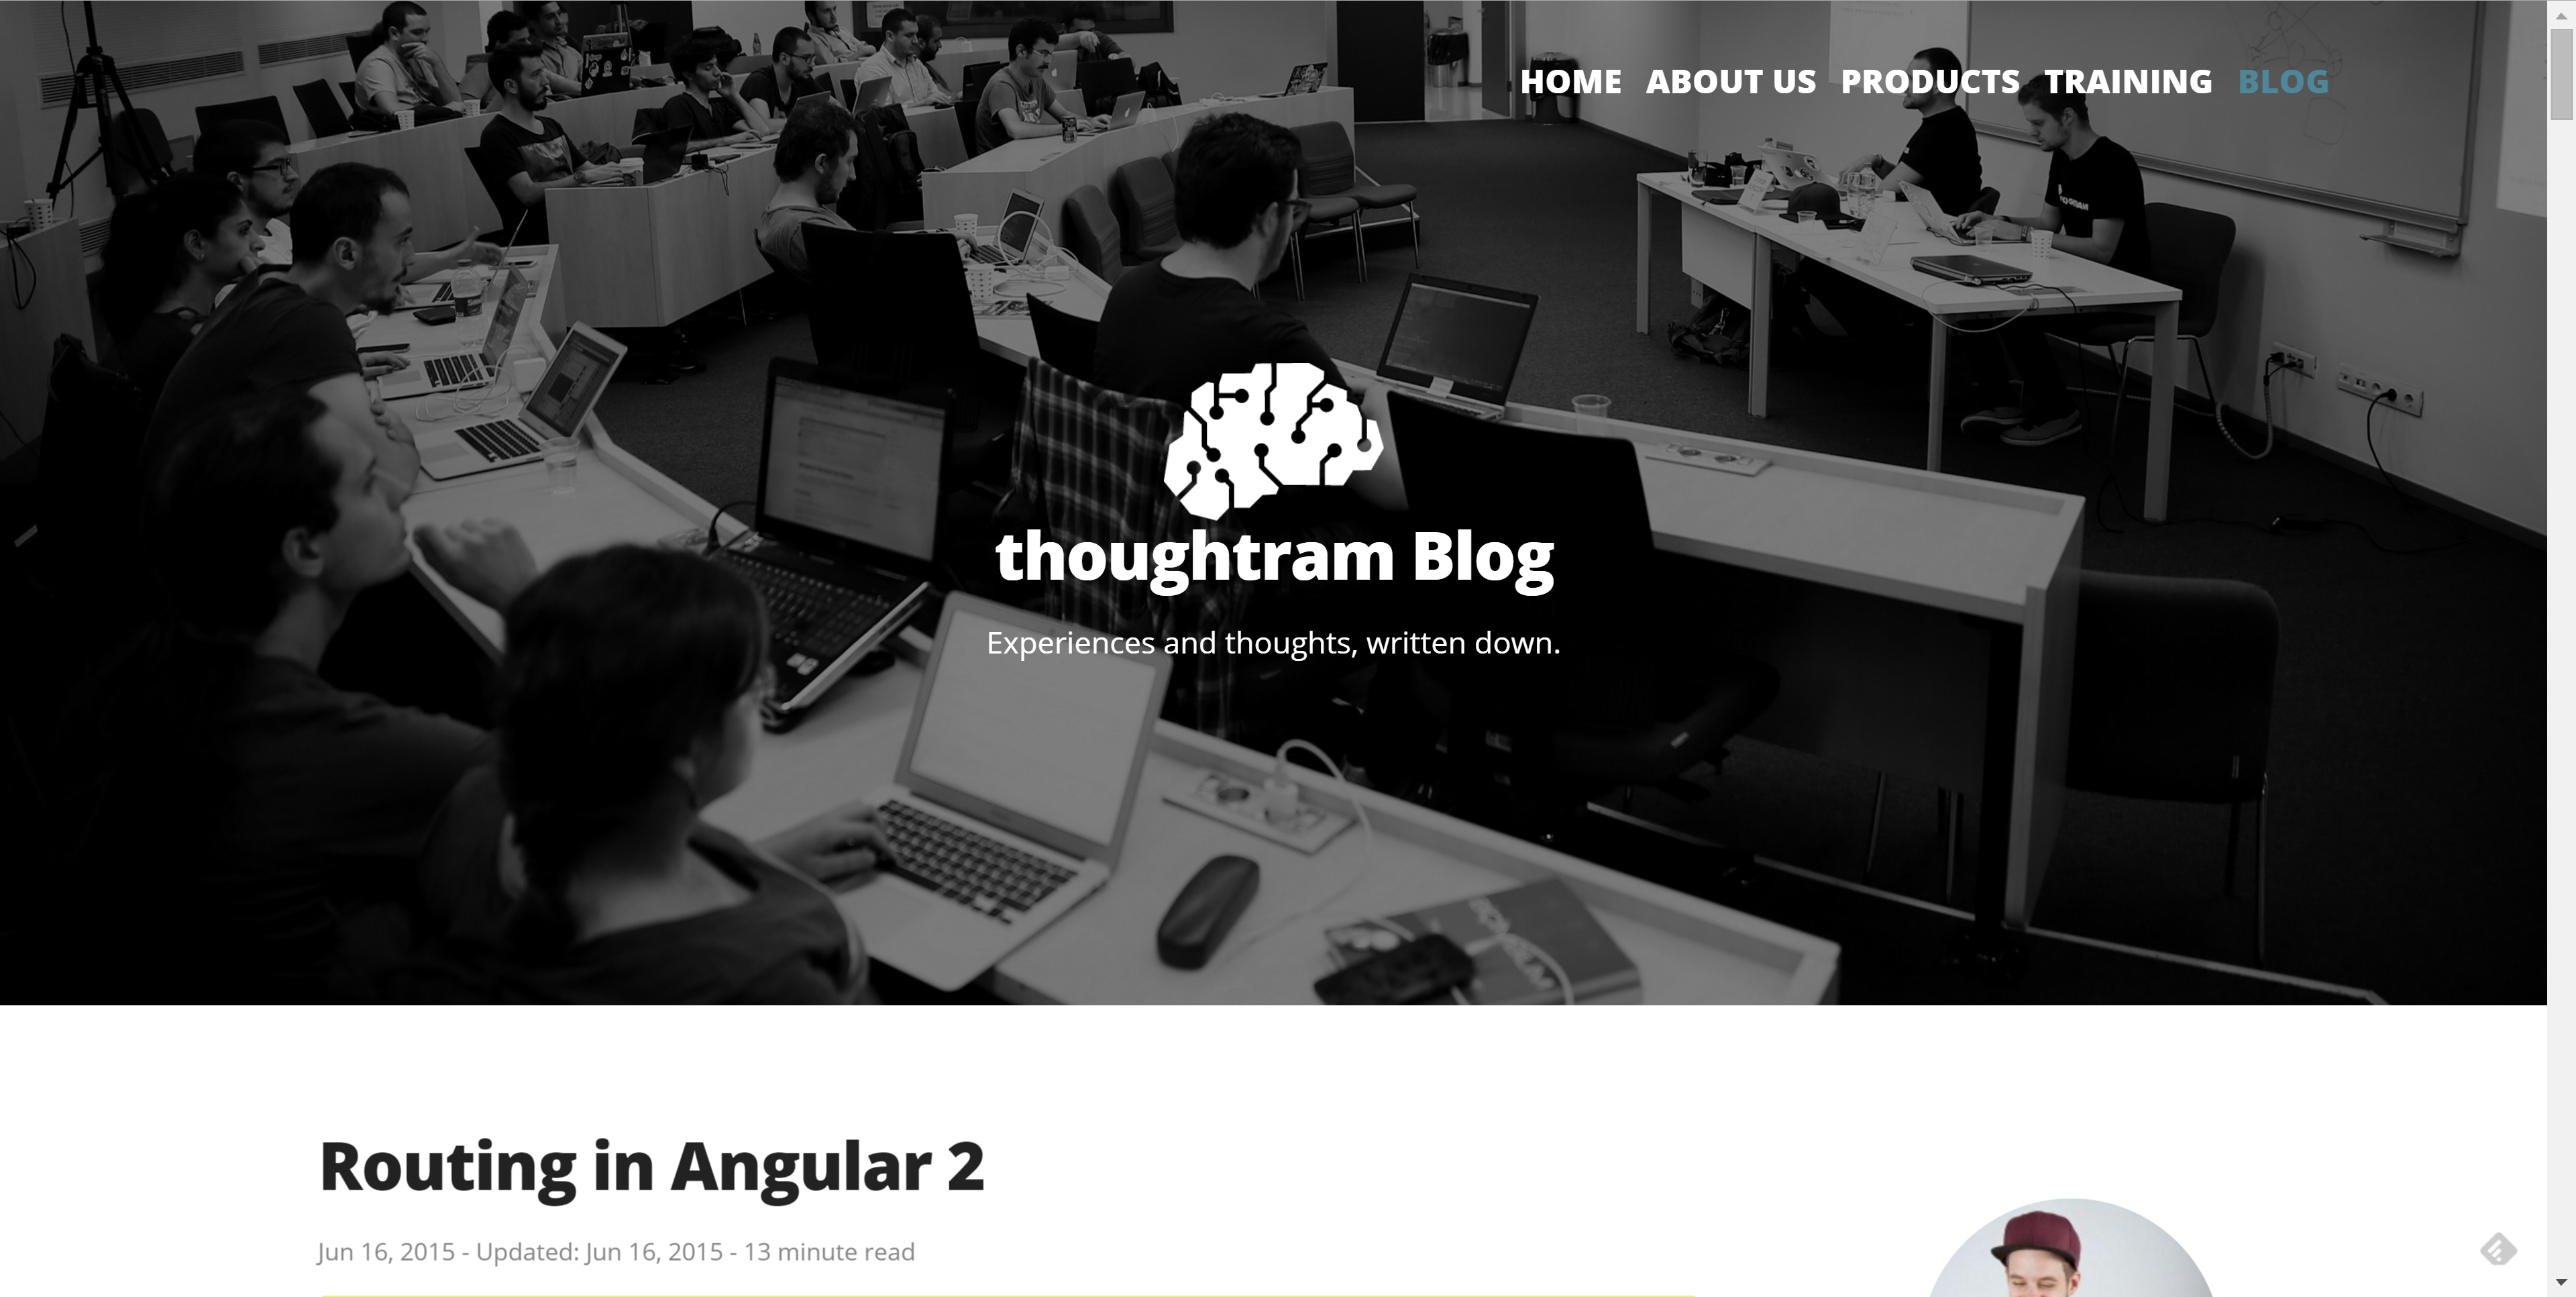 HOME ABOUT US PRODUCTS TRAINING BLOG
thoughtram Blog
Experiences and thoughts, written down.
Routing in Angular 2
Jun 16, 2015 - Updated: Jun 16, 2015 - 13 minute read